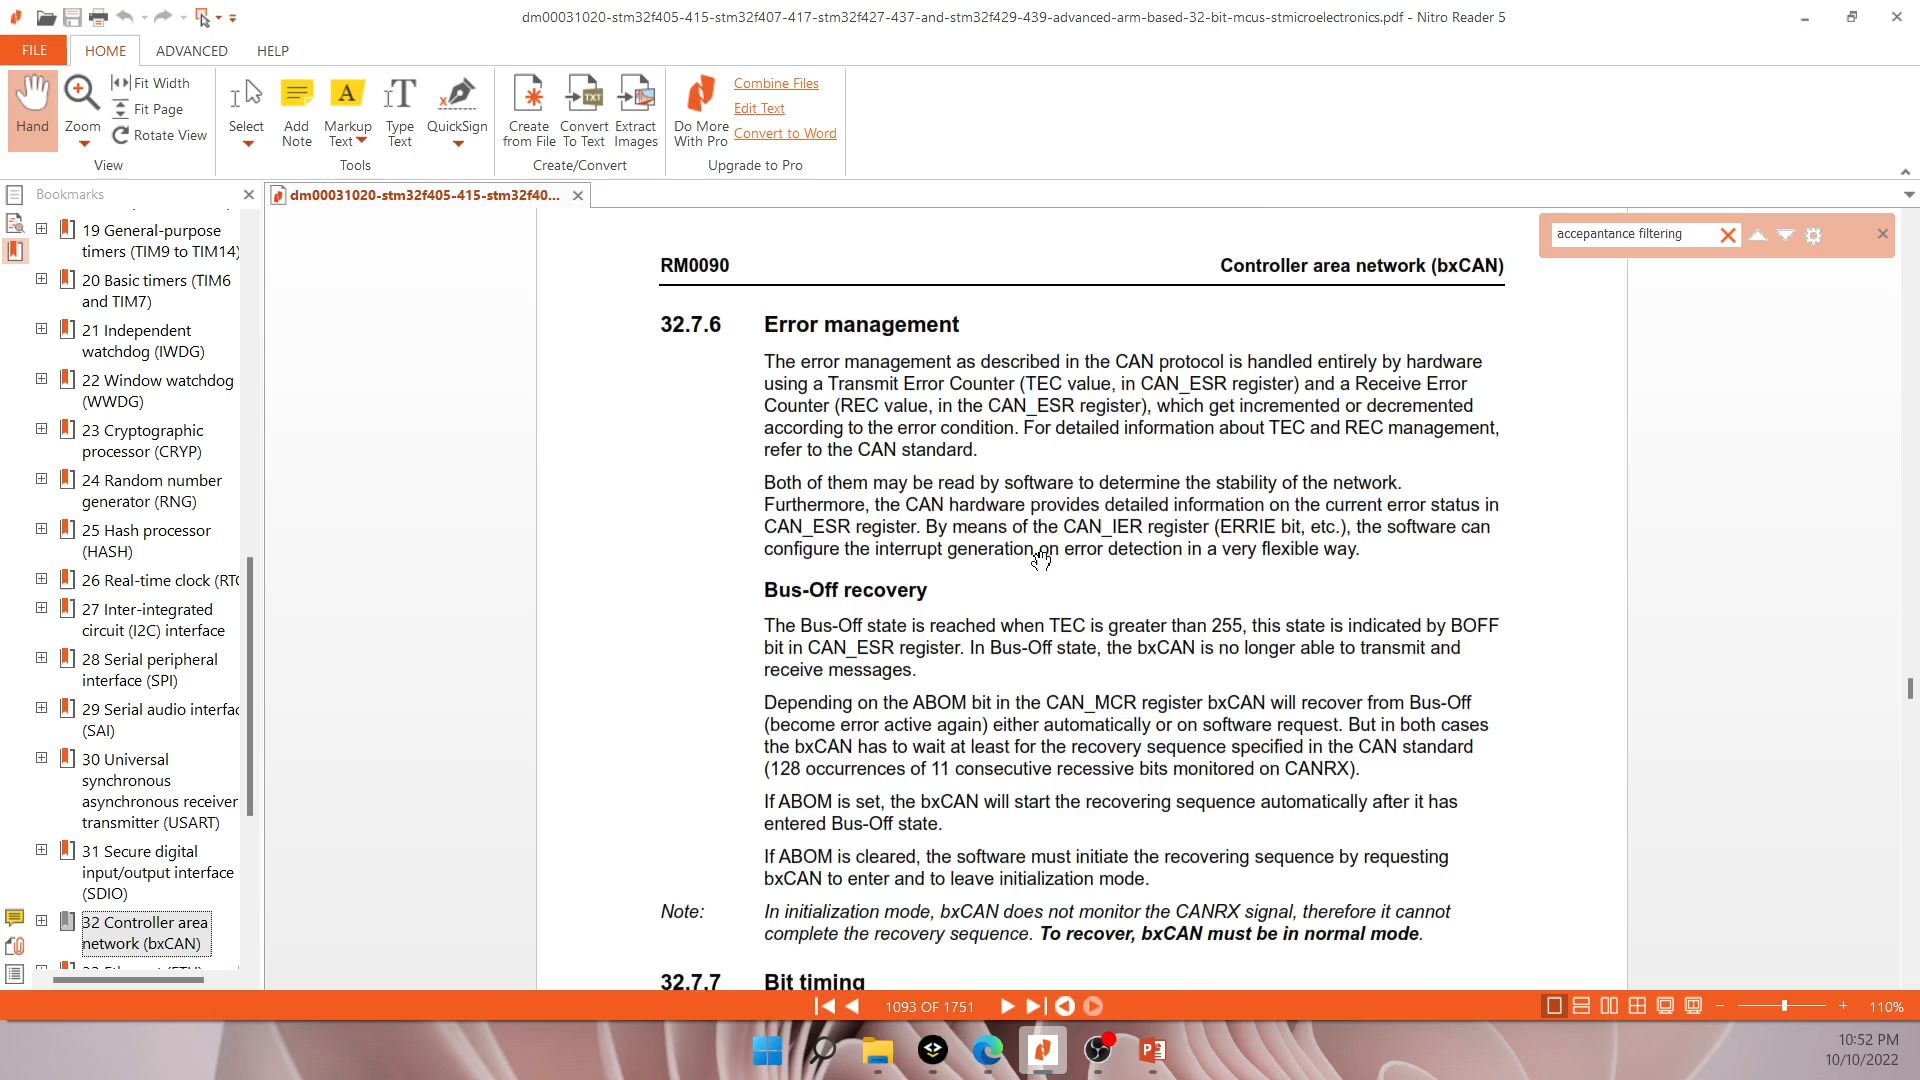 dm00031020-stm32f405-415-stm32f407-417-stm32f427-437-and-stm32f429-439-advanced-arm-based-32-bit-mcus-stmicroelectronics.pdf - Nitro Reader 5
FILE HOME ADVANCED HELP
Hand
Zoom
Fit Width
Fit Page
Rotate View
View
Select
Add
Note
Markup
Text
Type
Text
QuickSign
Tools
Create
from File
Convert
To Text
Extract
Images
Create/Convert
Do More
With Pro
Combine Files
Edit Text
Convert to Word
Upgrade to Pro
Bookmarks
dm00031020-stm32f405-415-stm32f40...
19 General-purpose
timers (TIM9 to TIM14)
20 Basic timers (TIM6
and TIM7)
21 Independent
watchdog (IWDG)
22 Window watchdog
(WWDG)
23 Cryptographic
processor (CRYP)
24 Random number
generator (RNG)
25 Hash processor
(HASH)
26 Real-time clock (RTC
27 Inter-integrated
circuit (I2C) interface
28 Serial peripheral
interface (SPI)
29 Serial audio interfac
(SAI)
30 Universal
synchronous
asynchronous receiver
transmitter (USART)
31 Secure digital
input/output interface
(SDIO)
32 Controller area
network (bxCAN)
accepantance filtering
RM0090 Controller area network (bxCAN)
32.7.6 Error management
The error management as described in the CAN protocol is handled entirely by hardware
using a Transmit Error Counter (TEC value, in CAN_ESR register) and a Receive Error
Counter (REC value, in the CAN_ESR register), which get incremented or decremented
according to the error condition. For detailed information about TEC and REC management,
refer to the CAN standard.
Both of them may be read by software to determine the stability of the network.
Furthermore, the CAN hardware provides detailed information on the current error status in
CAN_ESR register. By means of the CAN_IER register (ERRIE bit, etc.), the software can
configure the interrupt generation on error detection in a very flexible way.
Bus-Off recovery
The Bus-Off state is reached when TEC is greater than 255, this state is indicated by BOFF
bit in CAN_ESR register. In Bus-Off state, the bxCAN is no longer able to transmit and
receive messages.
Depending on the ABOM bit in the CAN_MCR register bxCAN will recover from Bus-Off
(become error active again) either automatically or on software request. But in both cases
the bxCAN has to wait at least for the recovery sequence specified in the CAN standard
(128 occurrences of 11 consecutive recessive bits monitored on CANRX).
If ABOM is set, the bxCAN will start the recovering sequence automatically after it has
entered Bus-Off state.
If ABOM is cleared, the software must initiate the recovering sequence by requesting
bxCAN to enter and to leave initialization mode.
Note: In initialization mode, bxCAN does not monitor the CANRX signal, therefore it cannot
complete the recovery sequence. To recover, bxCAN must be in normal mode.
32.7.7 Bit timing
1093 OF 1751
110%
10:52 PM
10/10/2022